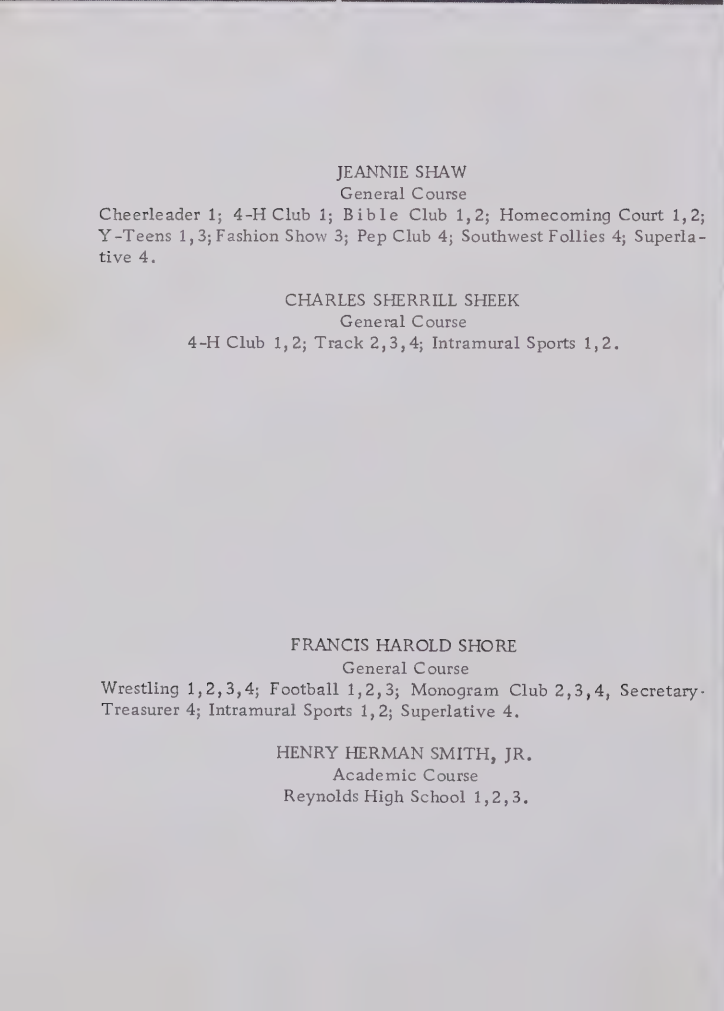 JEANNIE SHAW
General Course
Cheerleader 1; 4-H Club 1; Bible Club 1,2; Homecoming Court 1,2;
Y-Teens 1,3; Fashion Show 3; Pep Club 4; Southwest Follies 4; Superla-
tive 4.
CHARLES SHERRILL SHEEK
General Course
4-H Club 1,2; Track 2,3,4; Intramural Sports 1,2.
FRANCIS HAROLD SHORE
General Course
Wrestling 1,2,3,4; Football 1,2,3; Monogram Club 2,3,4, Secretary-
Treasurer 4; Intramural Sports 1,2; Superlative 4.
HENRY HERMAN SMITH, JR.
Academic Course
Reynolds High School 1,2,3.